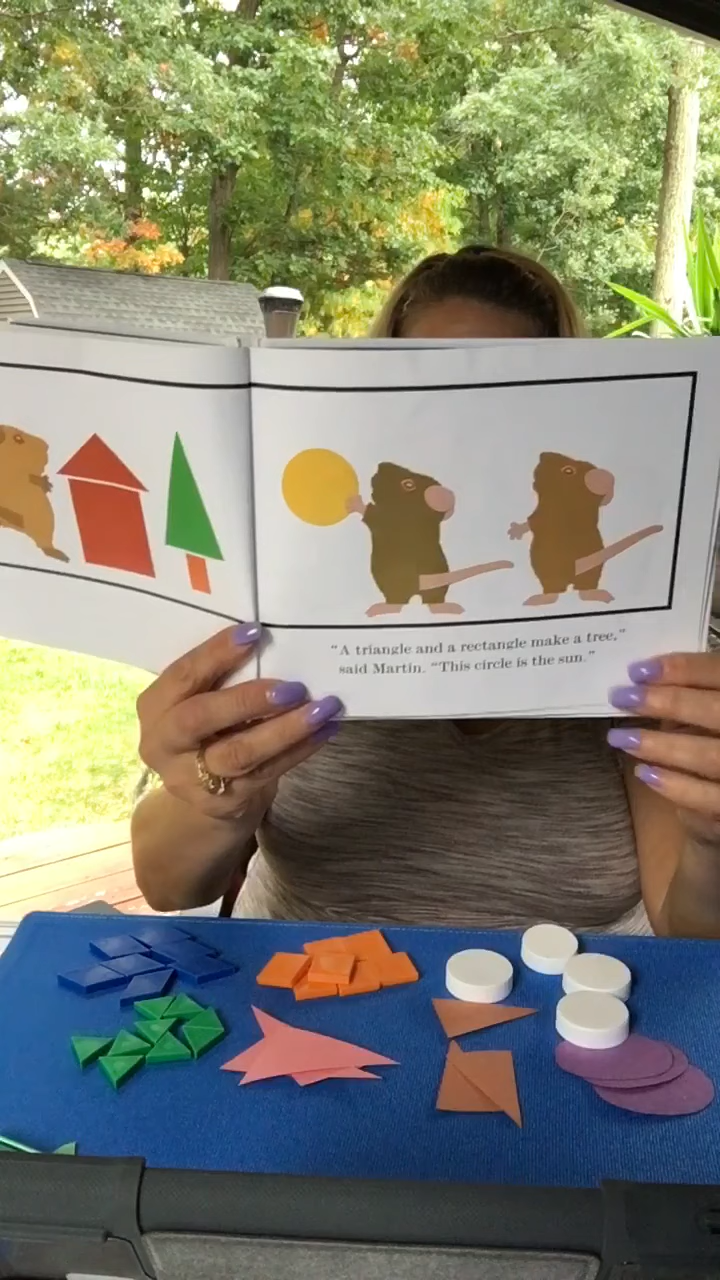 "A triangle and a rectangle make a tree,"
said Martin. "This circle is the sun."